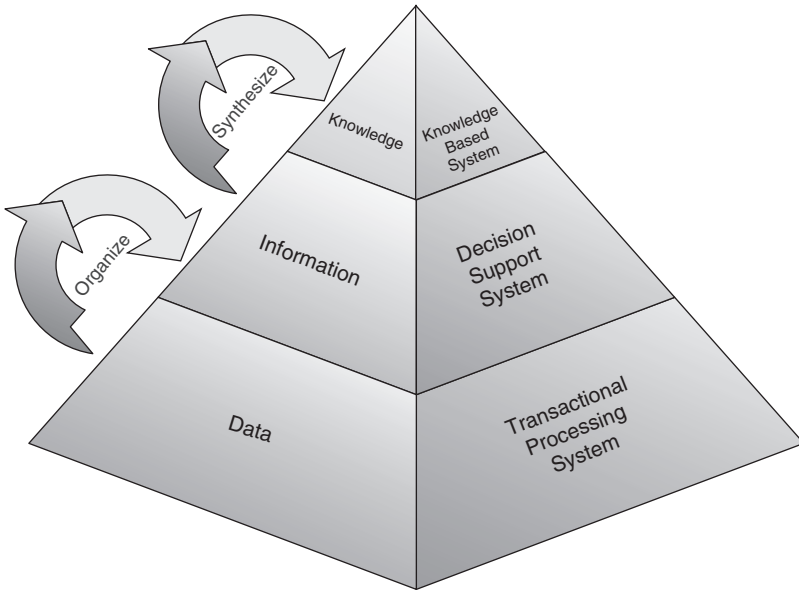 Synthesize
Knowledge
Knowledge
Based
System
Organize
Information
Decision
Support
System
Data
Transactional
Processing
System